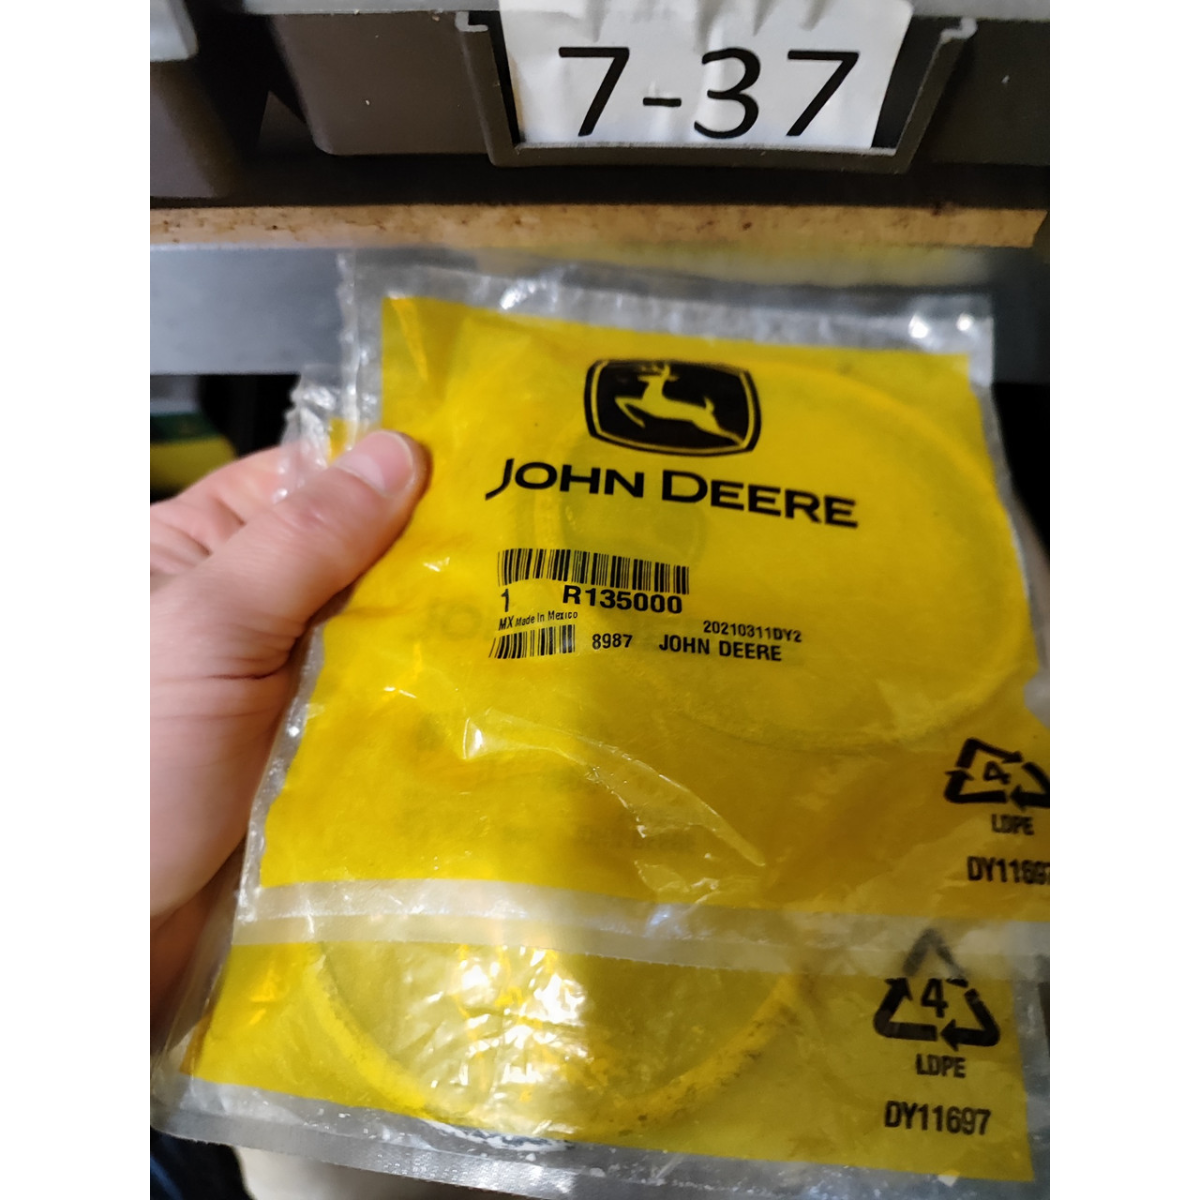 7-37
JOHN DEERE
1 R135000
MX Made In Mexico
20210311DY2
8987 JOHN DEERE
4
LDPE
DY11697
4
LDPE
DY11697